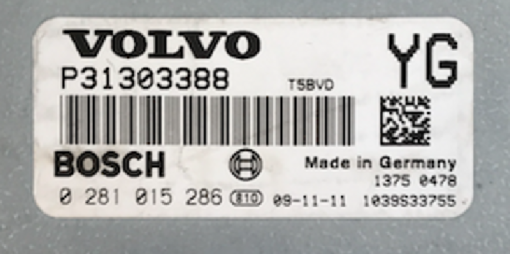 VOLVO
YG
P31303388 T5BVD
BOSCH Made in Germany
1375 0478
0 281 015 286 810 09-11-11 1039S33755